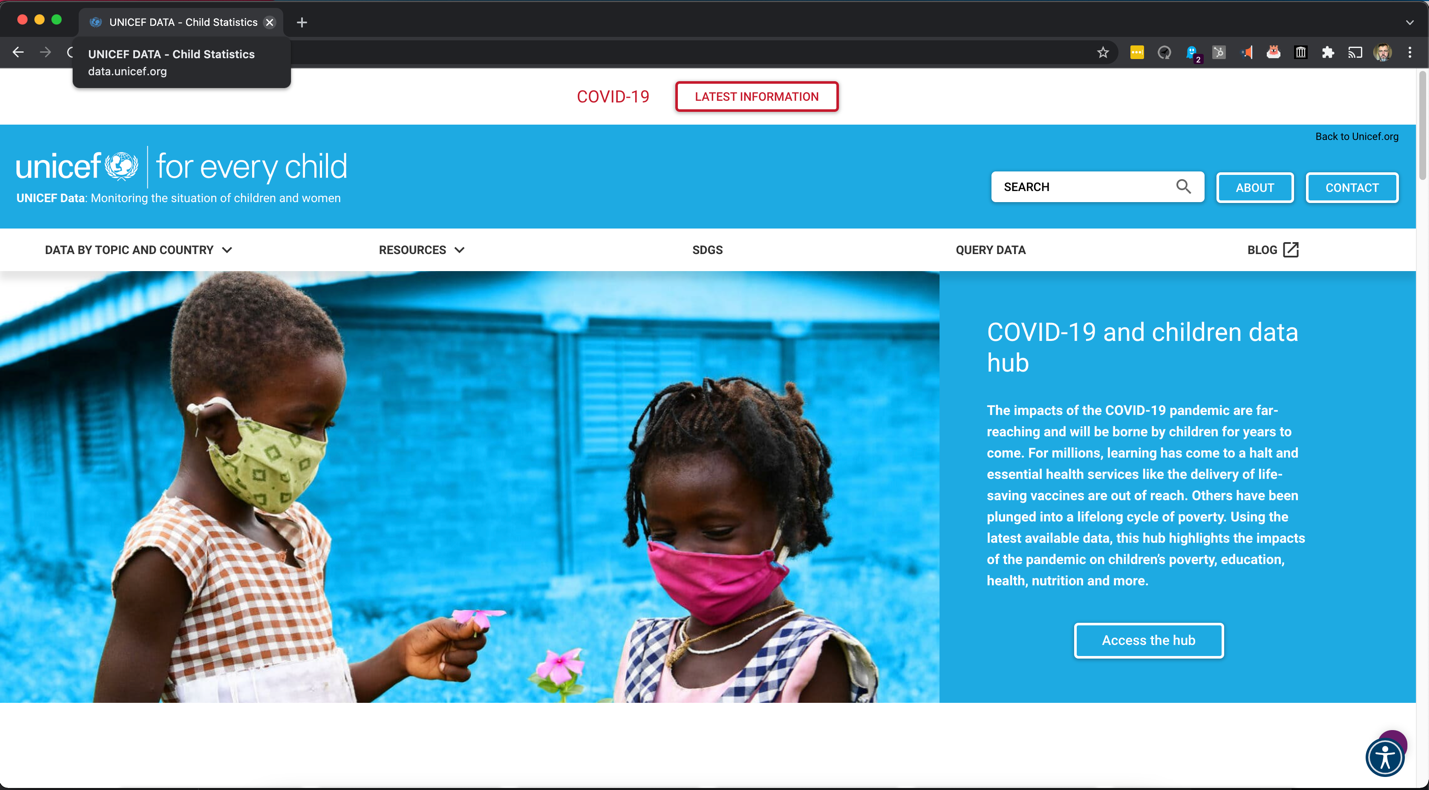 UNICEF DATA - Child Statistics
UNICEF DATA - Child Statistics
data.unicef.org
2
COVID-19
LATEST INFORMATION
Back to Unicef.org
unicef for every child
UNICEF Data: Monitoring the situation of children and women
SEARCH
ABOUT
CONTACT
DATA BY TOPIC AND COUNTRY
RESOURCES
SDGS
QUERY DATA
BLOG
COVID-19 and children data
hub
The impacts of the COVID-19 pandemic are far-
reaching and will be borne by children for years to
come. For millions, learning has come to a halt and
essential health services like the delivery of life-
saving vaccines are out of reach. Others have been
plunged into a lifelong cycle of poverty. Using the
latest available data, this hub highlights the impacts
of the pandemic on children's poverty, education,
health, nutrition and more.
Access the hub